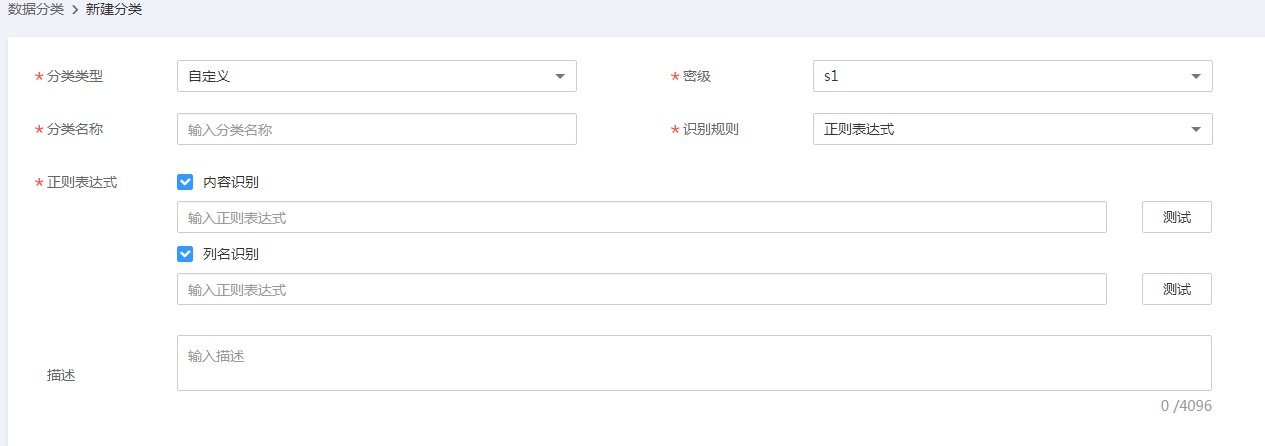 数据分类 > 新建分类
* 分类类型 自定义 * 密级 s1
* 分类名称 输入分类名称 * 识别规则 正则表达式
* 正则表达式 内容识别
输入正则表达式 测试
列名识别
输入正则表达式 测试
输入描述
描述
0 /4096